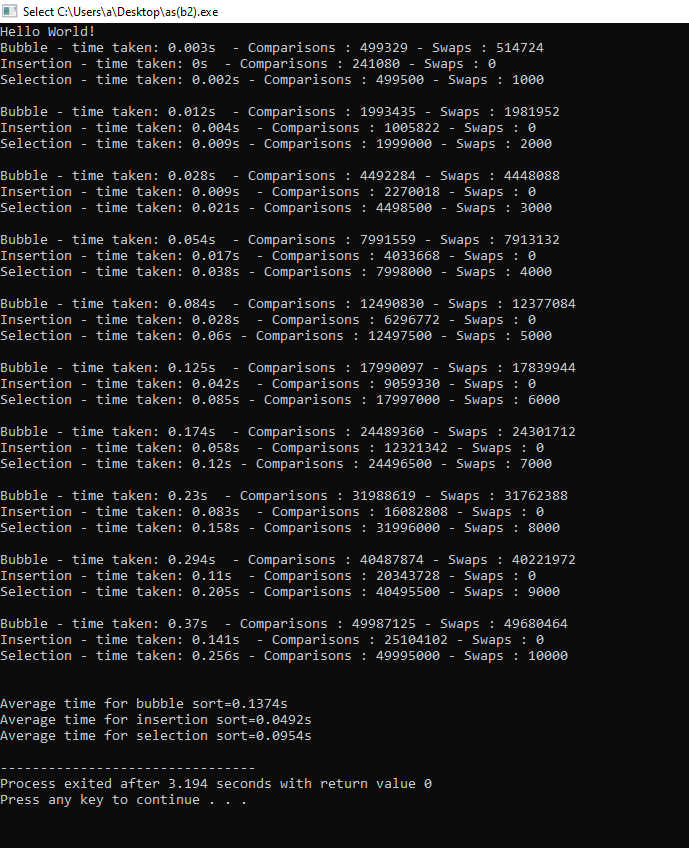 Select C:\Users\a\Desktop\as(b2).exe
Hello World!
Bubble - time taken: 0.003s  - Comparisons : 499329 - Swaps : 514724
Insertion - time taken: 0s  - Comparisons : 241080 - Swaps : 0
Selection - time taken: 0.002s - Comparisons : 499500 - Swaps : 1000
Bubble - time taken: 0.012s  - Comparisons : 1993435 - Swaps : 1981952
Insertion - time taken: 0.004s  - Comparisons : 1005822 - Swaps : 0
Selection - time taken: 0.009s - Comparisons : 1999000 - Swaps : 2000
Bubble - time taken: 0.028s  - Comparisons : 4492284 - Swaps : 4448088
Insertion - time taken: 0.009s  - Comparisons : 2270018 - Swaps : 0
Selection - time taken: 0.021s - Comparisons : 4498500 - Swaps : 3000
Bubble - time taken: 0.054s  - Comparisons : 7991559 - Swaps : 7913132
Insertion - time taken: 0.017s  - Comparisons : 4033668 - Swaps : 0
Selection - time taken: 0.038s - Comparisons : 7998000 - Swaps : 4000
Bubble - time taken: 0.084s  - Comparisons : 12490830 - Swaps : 12377084
Insertion - time taken: 0.028s  - Comparisons : 6296772 - Swaps : 0
Selection - time taken: 0.06s - Comparisons : 12497500 - Swaps : 5000
Bubble - time taken: 0.125s  - Comparisons : 17990097 - Swaps : 17839944
Insertion - time taken: 0.042s  - Comparisons : 9059330 - Swaps : 0
Selection - time taken: 0.085s - Comparisons : 17997000 - Swaps : 6000
Bubble - time taken: 0.174s  - Comparisons : 24489360 - Swaps : 24301712
Insertion - time taken: 0.058s  - Comparisons : 12321342 - Swaps : 0
Selection - time taken: 0.12s - Comparisons : 24496500 - Swaps : 7000
Bubble - time taken: 0.23s  - Comparisons : 31988619 - Swaps : 31762388
Insertion - time taken: 0.083s  - Comparisons : 16082808 - Swaps : 0
Selection - time taken: 0.158s - Comparisons : 31996000 - Swaps : 8000
Bubble - time taken: 0.294s  - Comparisons : 40487874 - Swaps : 40221972
Insertion - time taken: 0.11s  - Comparisons : 20343728 - Swaps : 0
Selection - time taken: 0.205s - Comparisons : 40495500 - Swaps : 9000
Bubble - time taken: 0.37s  - Comparisons : 49987125 - Swaps : 49680464
Insertion - time taken: 0.141s  - Comparisons : 25104102 - Swaps : 0
Selection - time taken: 0.256s - Comparisons : 49995000 - Swaps : 10000
Average time for bubble sort=0.1374s
Average time for insertion sort=0.0492s
Average time for selection sort=0.0954s
--------------------------------
Process exited after 3.194 seconds with return value 0
Press any key to continue . . .